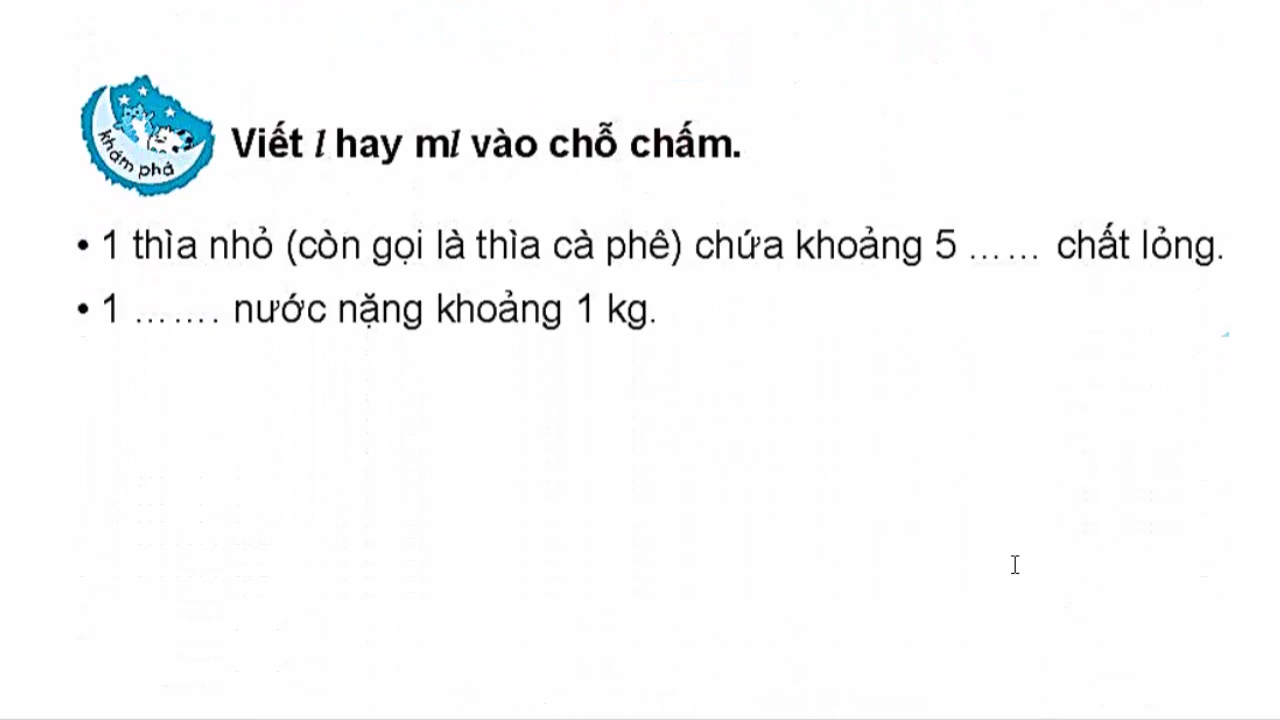 khám phá
Viết l hay ml vào chỗ chấm.
• 1 thìa nhỏ (còn gọi là thìa cà phê) chứa khoảng 5 …… chất lỏng.
• 1 ……. nước nặng khoảng 1 kg.